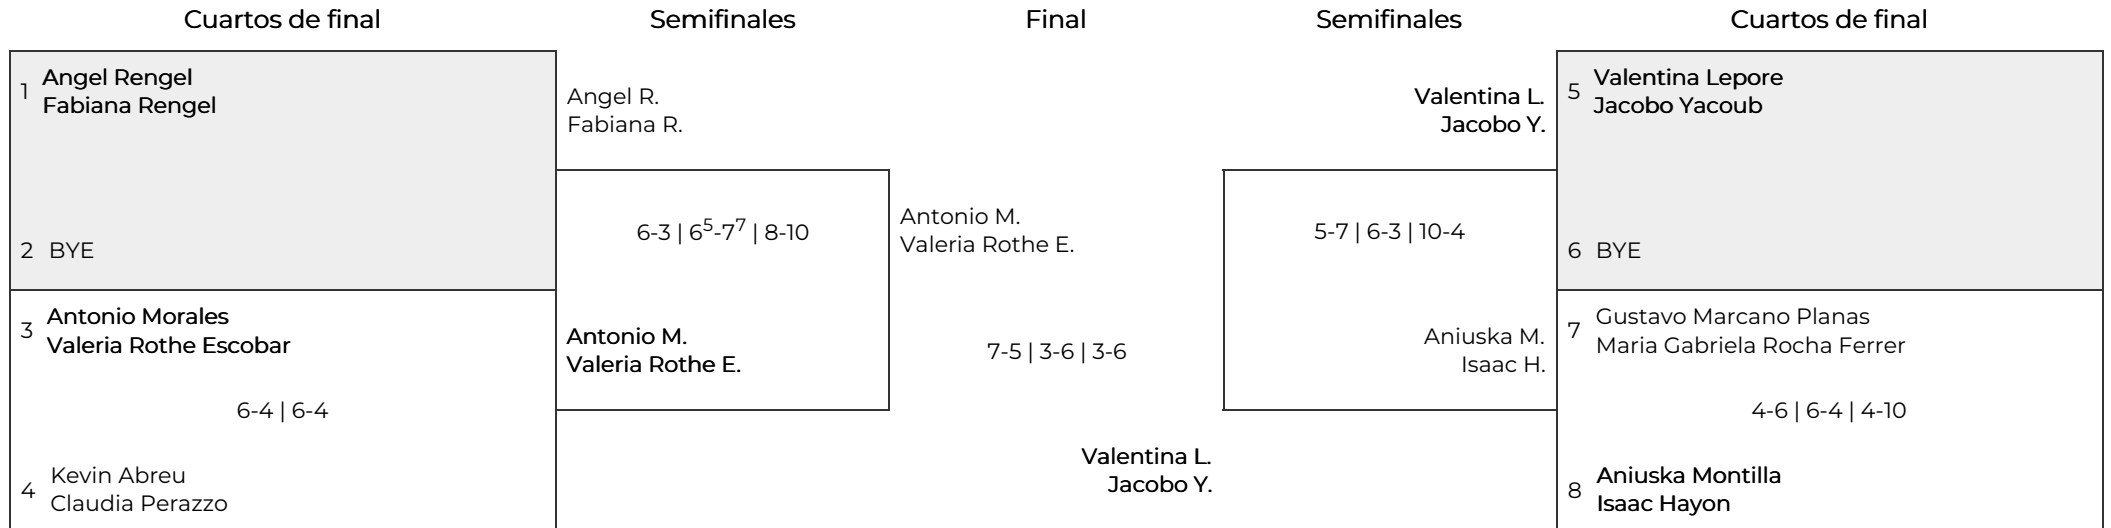 Cuartos de final
Semifinales
Final
Semifinales
Cuartos de final
1
Angel Rengel
Fabiana Rengel
2 BYE
3
Antonio Morales
Valeria Rothe Escobar
6-4 | 6-4
4
Kevin Abreu
Claudia Perazzo
Angel R.
Fabiana R.
6-3 | 6⁵-7⁷ | 8-10
Antonio M.
Valeria Rothe E.
Antonio M.
Valeria Rothe E.
7-5 | 3-6 | 3-6
Valentina L.
Jacobo Y.
Valentina L.
Jacobo Y.
5-7 | 6-3 | 10-4
Aniuska M.
Isaac H.
5
Valentina Lepore
Jacobo Yacoub
6 BYE
7
Gustavo Marcano Planas
Maria Gabriela Rocha Ferrer
4-6 | 6-4 | 4-10
8
Aniuska Montilla
Isaac Hayon